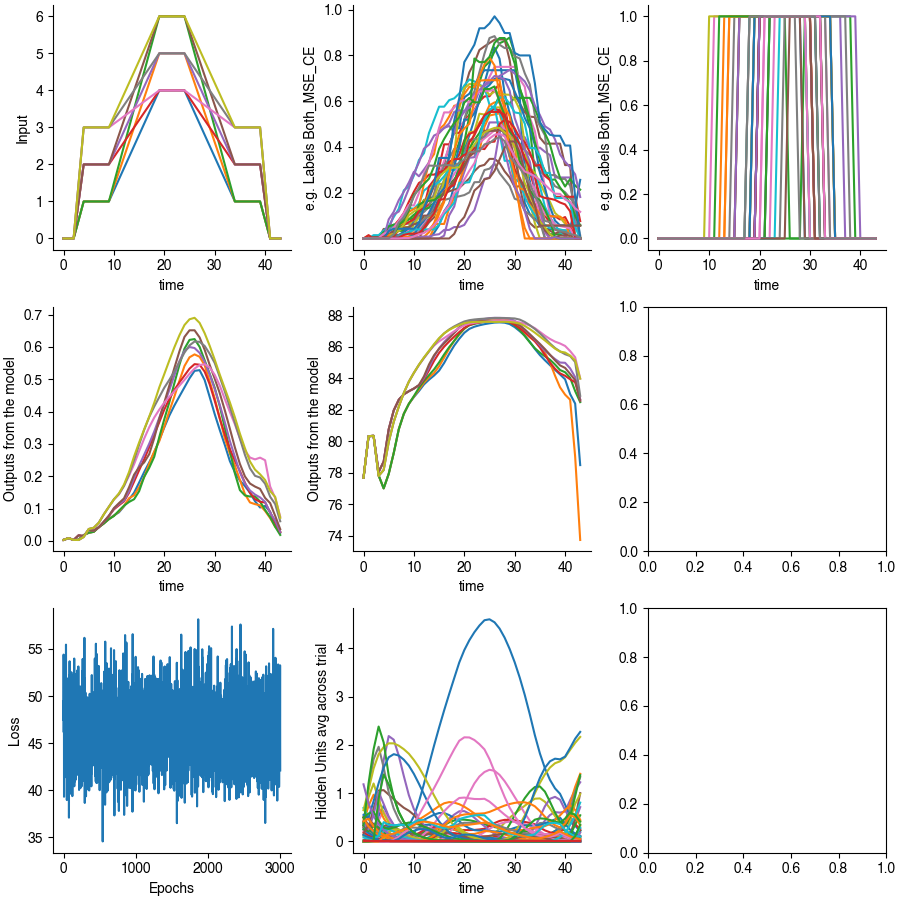 6
5
4
3
2
1
0
Input
0 10 20 30 40
time
1.0
0.8
0.6
0.4
0.2
0.0
e.g. Labels Both_MSE_CE
0 10 20 30 40
time
1.0
0.8
0.6
0.4
0.2
0.0
e.g. Labels Both_MSE_CE
0 10 20 30 40
time
0.7
0.6
0.5
0.4
0.3
0.2
0.1
0.0
Outputs from the model
0 10 20 30 40
time
88
86
84
82
80
78
76
74
Outputs from the model
0 10 20 30 40
time
1.0
0.8
0.6
0.4
0.2
0.0
0.0 0.2 0.4 0.6 0.8 1.0
55
50
45
40
35
Loss
0 1000 2000 3000
Epochs
4
3
2
1
0
Hidden Units avg across trial
0 10 20 30 40
time
1.0
0.8
0.6
0.4
0.2
0.0
0.0 0.2 0.4 0.6 0.8 1.0